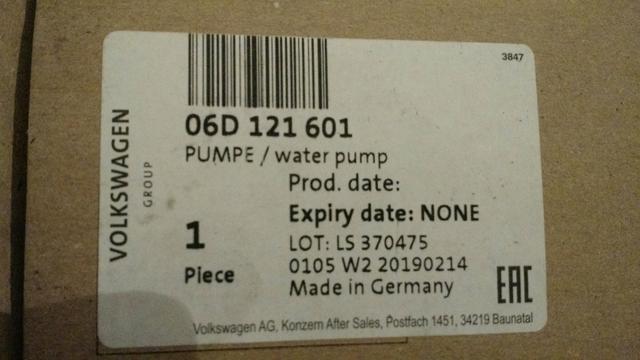 3847
06D 121 601
PUMPE / water pump
Prod. date:
Expiry date: NONE
LOT: LS 370475
0105 W2 20190214
Made in Germany
1
Piece
VOLKSWAGEN
GROUP
EAC
Volkswagen AG, Konzern After Sales, Postfach 1451, 34219 Baunatal